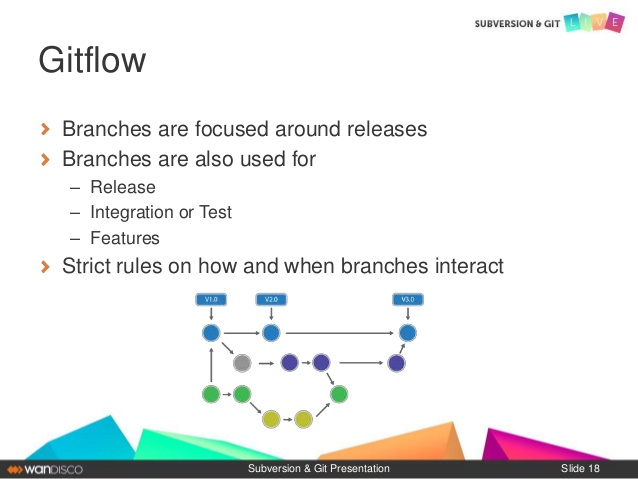 SUBVERSION & GIT LIVE
Gitflow
Branches are focused around releases
Branches are also used for
– Release
– Integration or Test
– Features
Strict rules on how and when branches interact
V1.0 V2.0 V3.0
WANDISCO Subversion & Git Presentation Slide 18